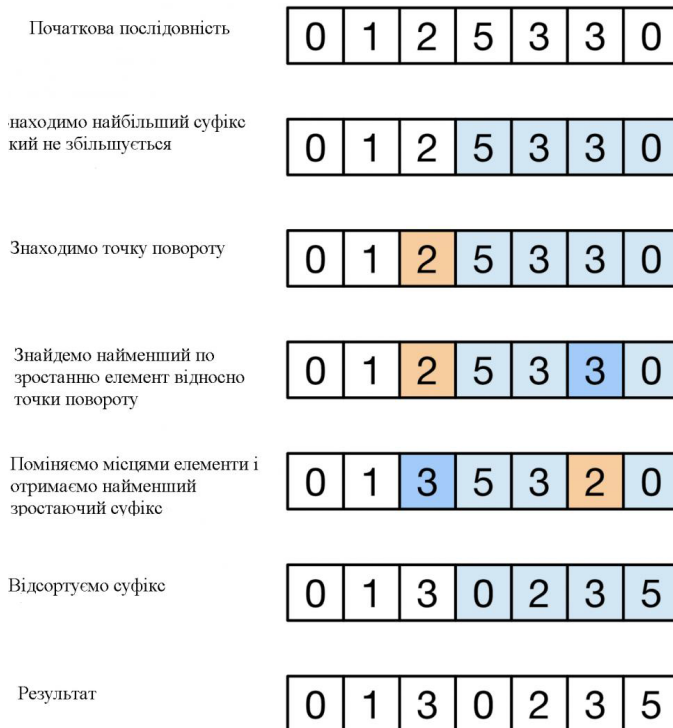 Початкова послідовність
0 1 2 5 3 3 0
находимо найбільший суфікс
кий не збільшується
0 1 2 5 3 3 0
Знаходимо точку повороту
0 1 2 5 3 3 0
Знайдемо найменший по
зростанню елемент відносно
точки повороту
0 1 2 5 3 3 0
Поміняємо місцями елементи і
отримаємо найменший
зростаючий суфікс
0 1 3 5 3 2 0
Відсортуємо суфікс
0 1 3 0 2 3 5
Результат
0 1 3 0 2 3 5